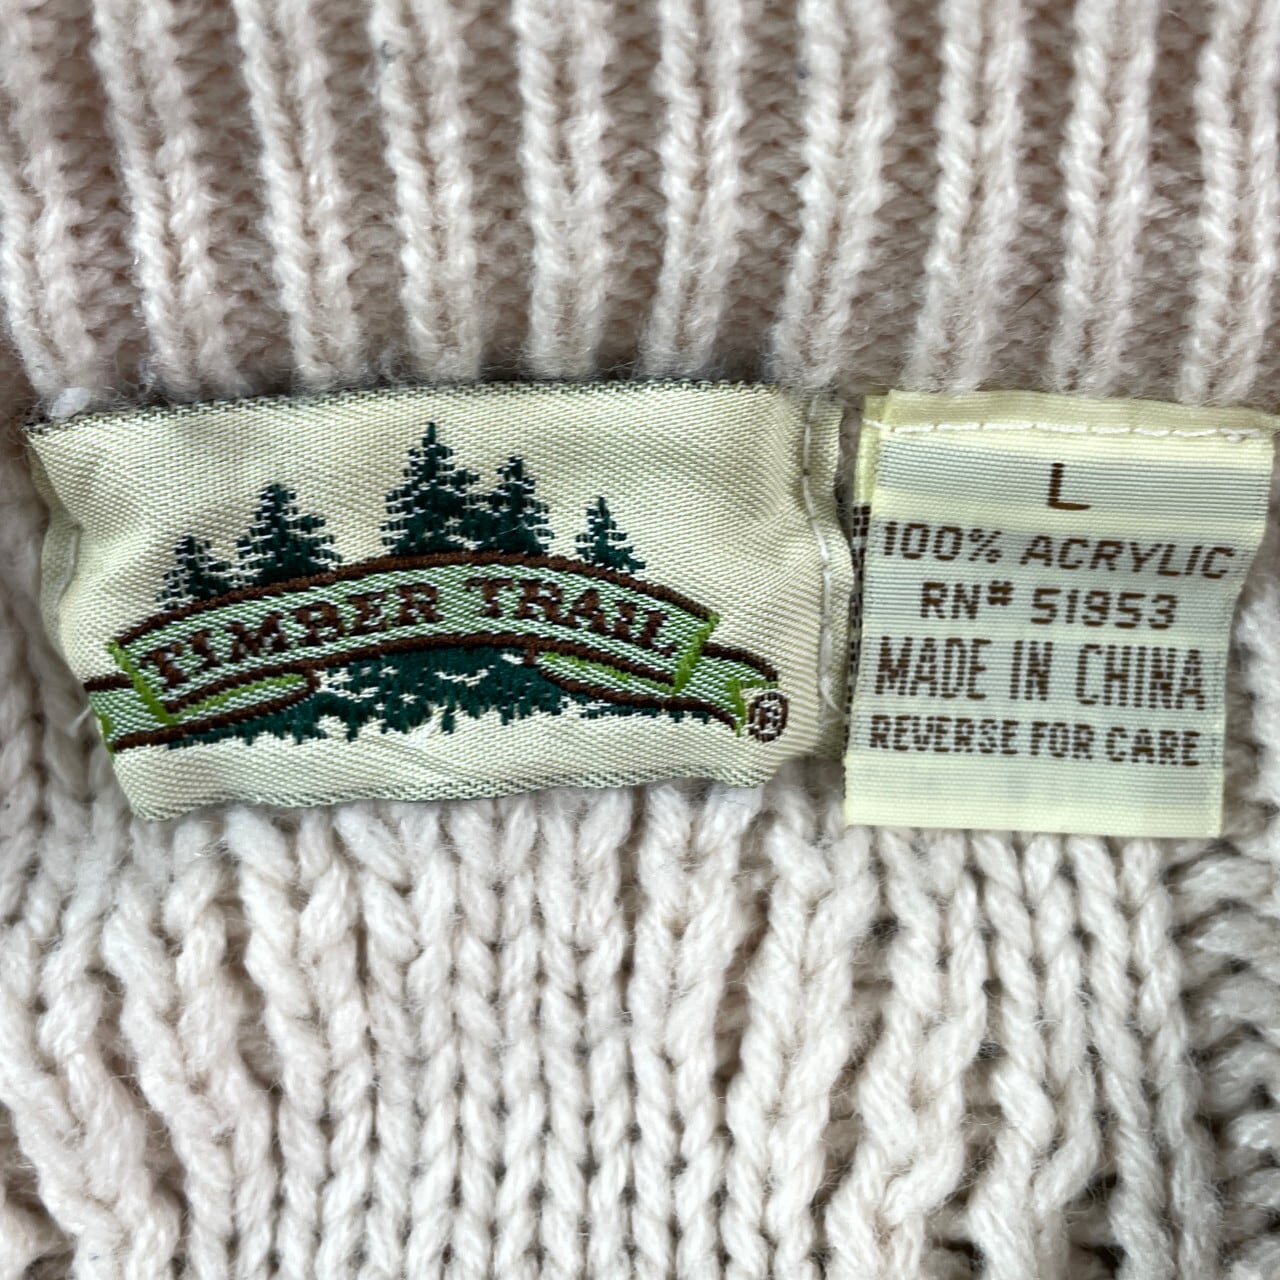 TIMBER TRAIL
®
L
100% ACRYLIC
RN# 51953
MADE IN CHINA
REVERSE FOR CARE